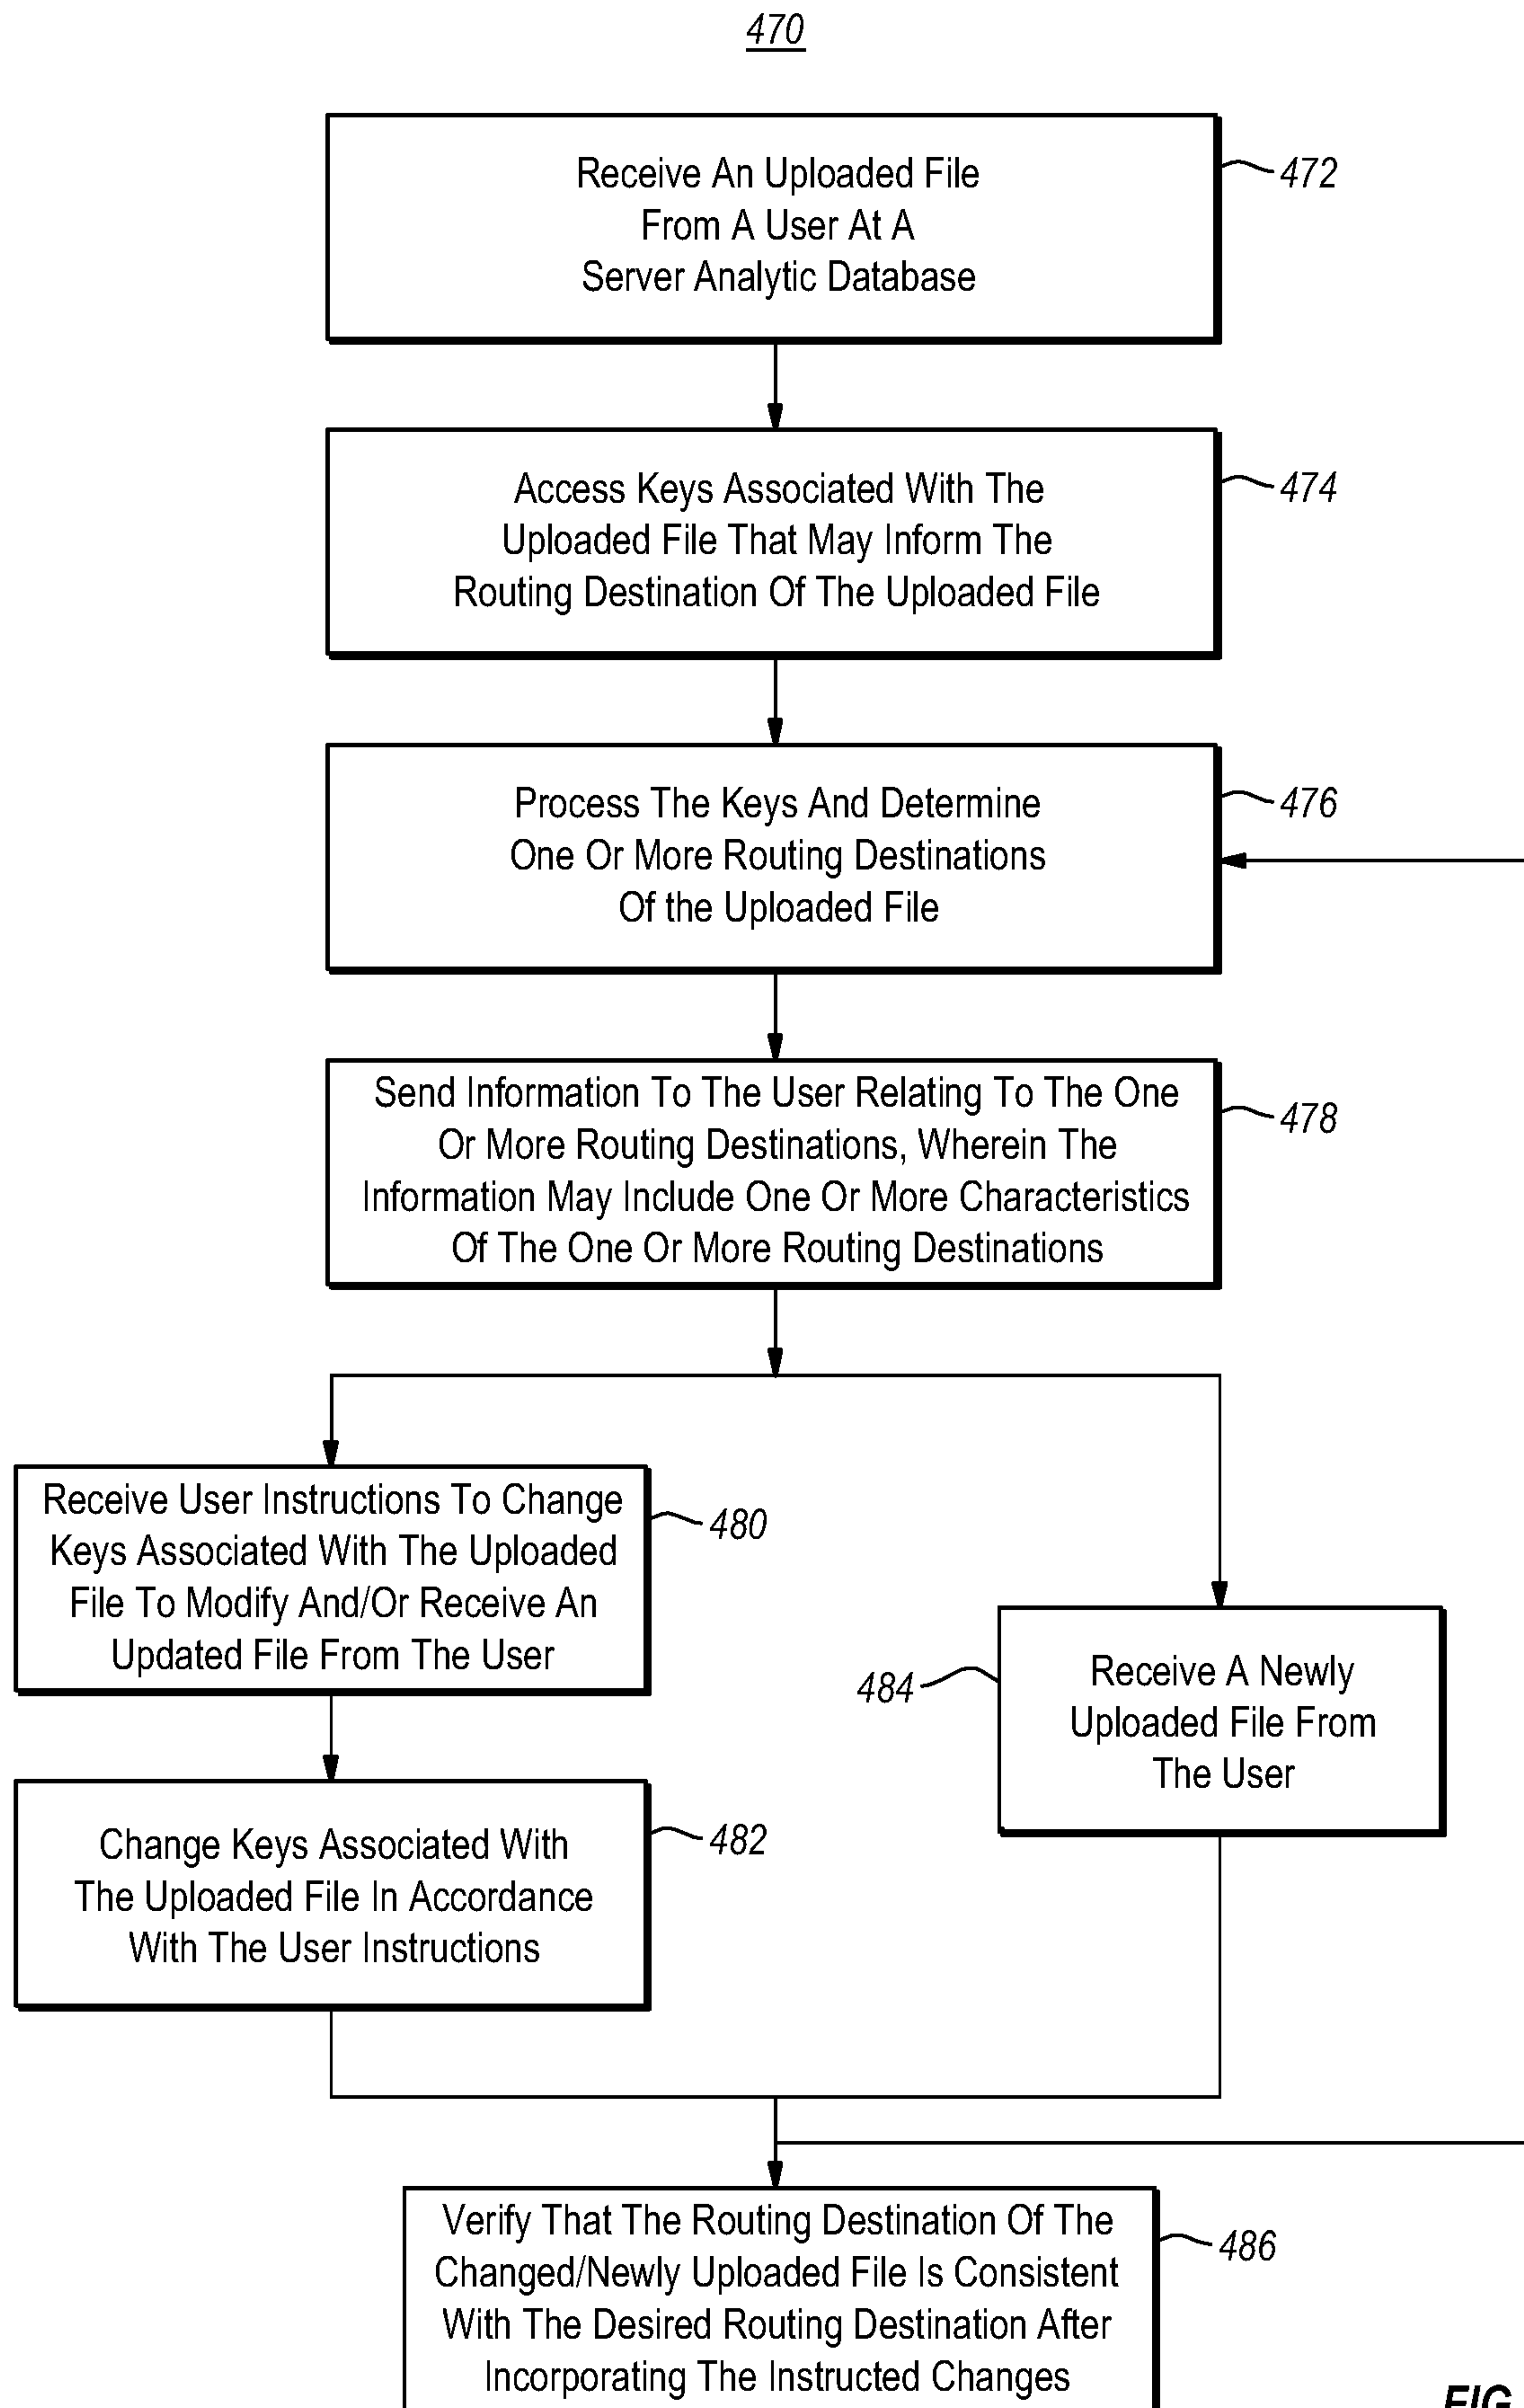 470
Receive An Uploaded File
From A User At A
Server Analytic Database
472
Access Keys Associated With The
Uploaded File That May Inform The
Routing Destination Of The Uploaded File
474
Process The Keys And Determine
One Or More Routing Destinations
Of the Uploaded File
476
Send Information To The User Relating To The One
Or More Routing Destinations, Wherein The
Information May Include One Or More Characteristics
Of The One Or More Routing Destinations
478
Receive User Instructions To Change
Keys Associated With The Uploaded
File To Modify And/Or Receive An
Updated File From The User
480
484
Receive A Newly
Uploaded File From
The User
Change Keys Associated With
The Uploaded File In Accordance
With The User Instructions
482
Verify That The Routing Destination Of The
Changed/Newly Uploaded File Is Consistent
With The Desired Routing Destination After
Incorporating The Instructed Changes
486
FIG